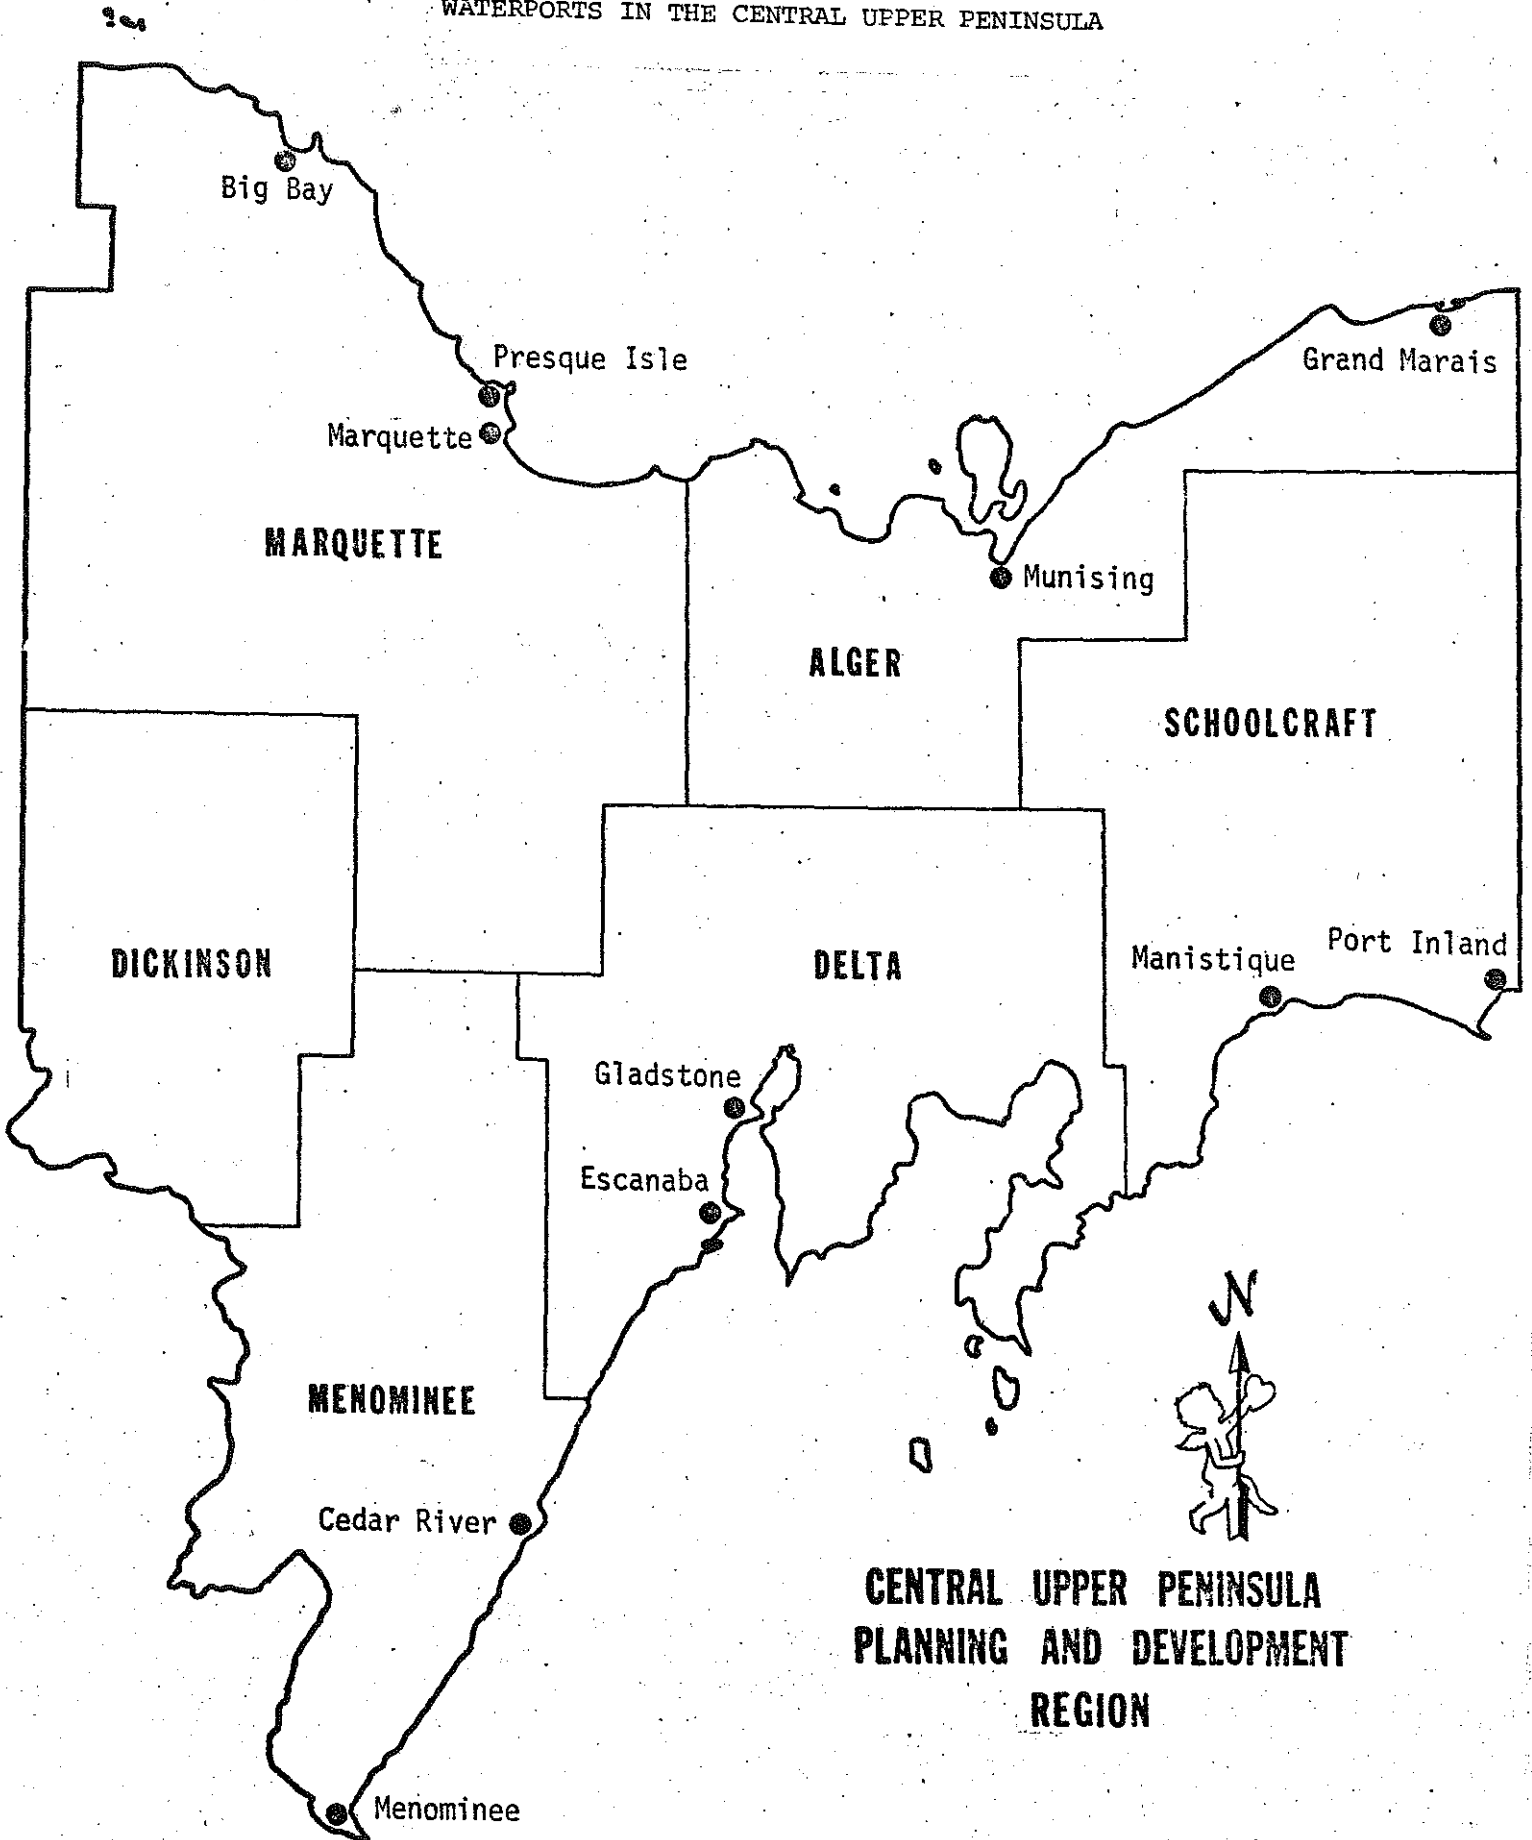 WATERPORTS IN THE CENTRAL UPPER PENINSULA
Big Bay
Presque Isle
Grand Marais
Marquette
MARQUETTE
Munising
ALGER
SCHOOLCRAFT
DICKINSON
DELTA
Manistique
Port Inland
Gladstone
Escanaba
N
MENOMINEE
Cedar River
CENTRAL UPPER PENINSULA
PLANNING AND DEVELOPMENT
REGION
Menominee